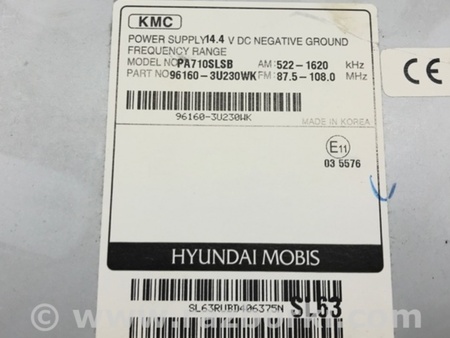 KMC
POWER SUPPLY 14.4 V DC NEGATIVE GROUND
FREQUENCY RANGE
MODEL NO. PA710SLSB AM: 522-1620 KHz
PART NO 96160-3U230WK FM: 87.5-108.0 MHz
96160-3U230WK MADE IN KOREA
CE
E11
03 5576
HYUNDAI MOBIS
SL63RUBD406375N SL53